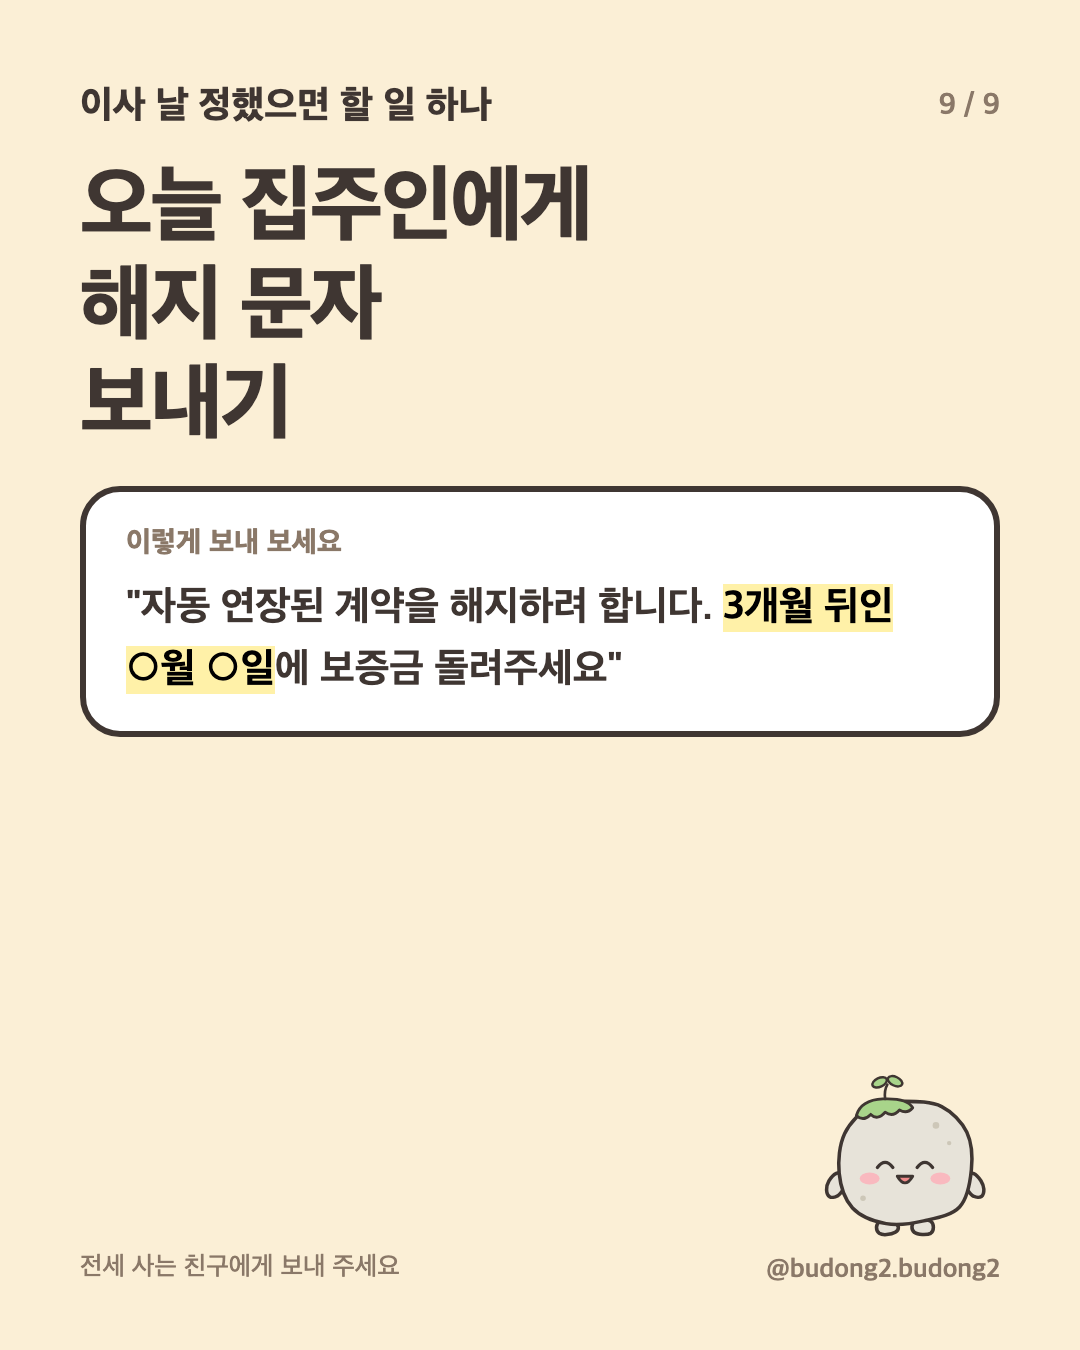 이사 날 정했으면 할 일 하나
9 / 9
오늘 집주인에게
해지 문자
보내기
이렇게 보내 보세요
"자동 연장된 계약을 해지하려 합니다. 3개월 뒤인
○월 ○일에 보증금 돌려주세요"
전세 사는 친구에게 보내 주세요
@budong2.budong2